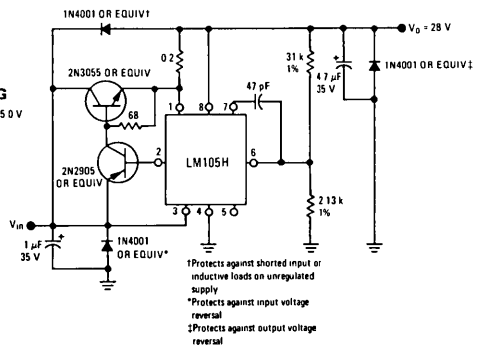 1N4001 OR EQUIV†
V₀ = 28 V
0 2
31 k
1%
+
4 7 μF
35 V
1N4001 OR EQUIV‡
2N3055 OR EQUIV
47 pF
G
5 0 V
68
1
8
7
2N2905
OR EQUIV
2
LM105H
6
3
4
5
2 13 k
1%
Vin
+
1 μF
35 V
1N4001
OR EQUIV*
†Protects against shorted input or
inductive loads on unregulated
supply
*Protects against input voltage
reversal
‡Protects against output voltage
reversal